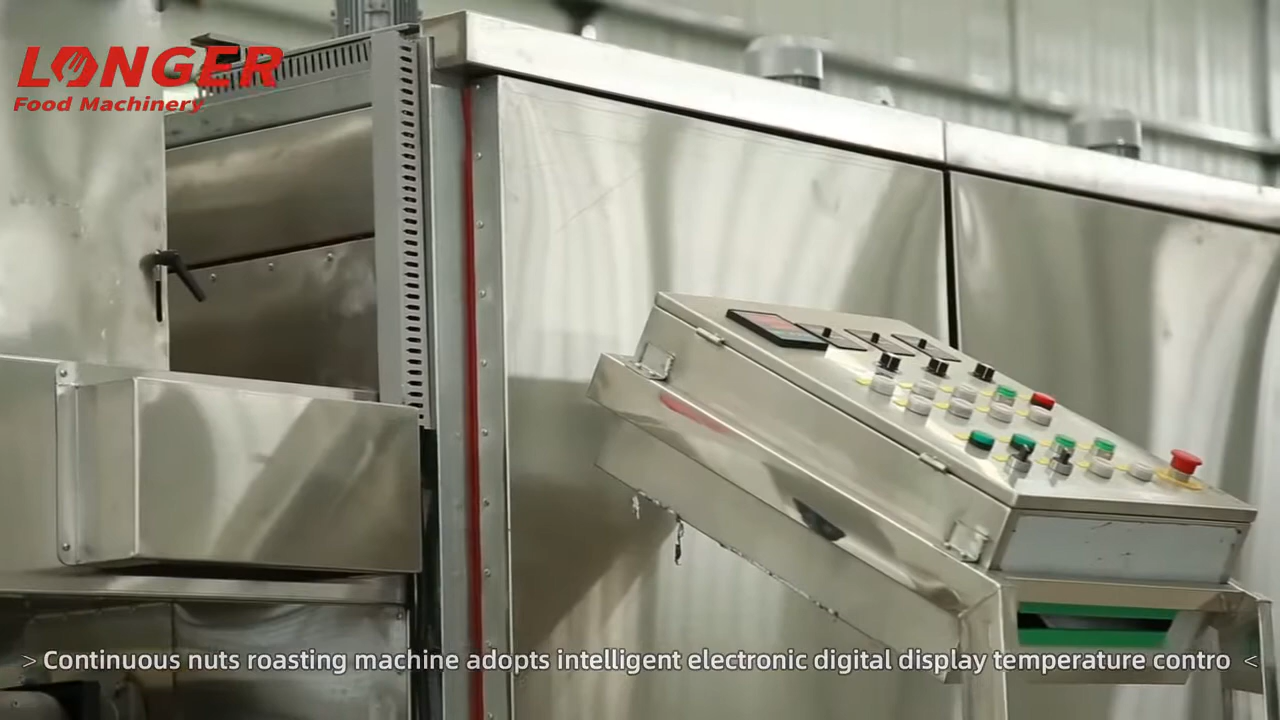 LONGER
Food Machinery
> Continuous nuts roasting machine adopts intelligent electronic digital display temperature contro <